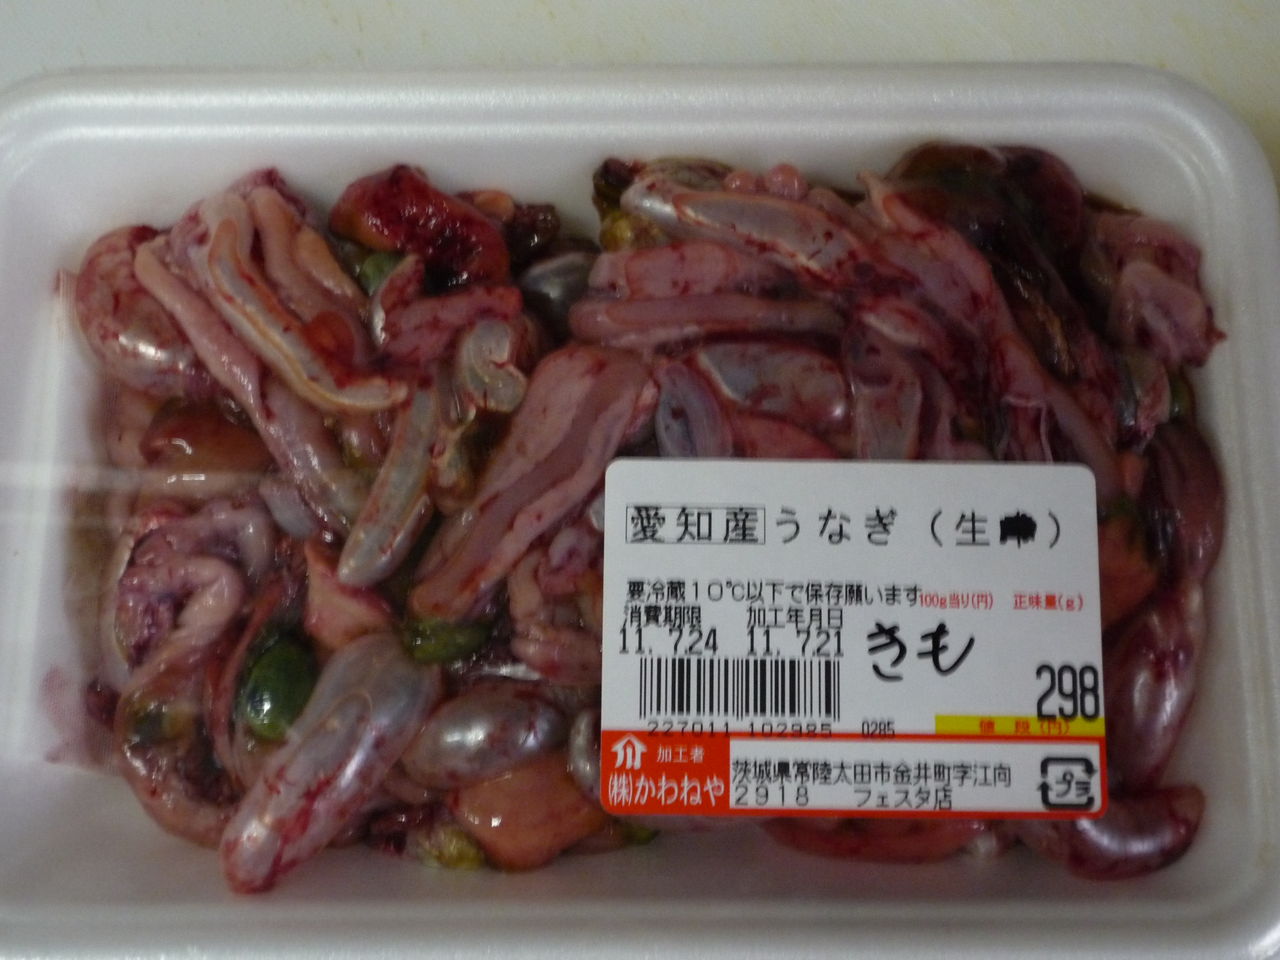 愛知産うなぎ（生　）
要冷蔵１０℃以下で保存願います 100g当り(円) 正味量(g)
消費期限 加工年月日
11. 7.24 11. 7.21 きも
298
227011 102985 0285 値段(円)
加工者
(株)かわねや 茨城県常陸太田市金井町字江向
２９１８ フェスタ店
プラ